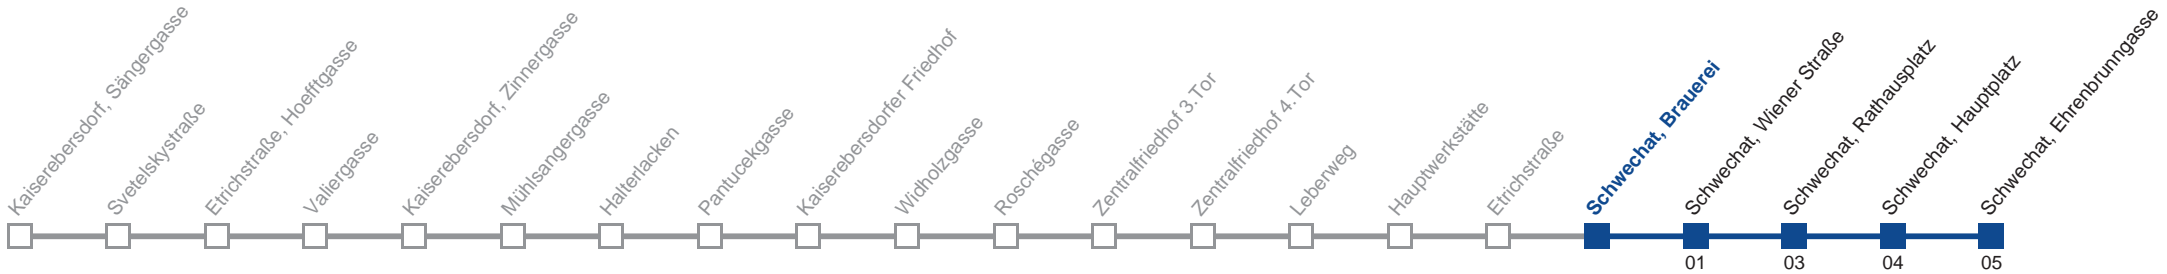 Kaiserebersdorf, Sängergasse
Svetelskystraße
Etrichstraße, Hoefftgasse
Valiergasse
Kaiserebersdorf, Zinnergasse
Mühlsangergasse
Halterlacken
Pantucekgasse
Kaiserebersdorfer Friedhof
Widholzgasse
Roschégasse
Zentralfriedhof 3.Tor
Zentralfriedhof 4.Tor
Leberweg
Hauptwerkstätte
Etrichstraße
Schwechat, Brauerei
Schwechat, Wiener Straße
Schwechat, Rathausplatz
Schwechat, Hauptplatz
Schwechat, Ehrenbrunngasse
01
03
04
05